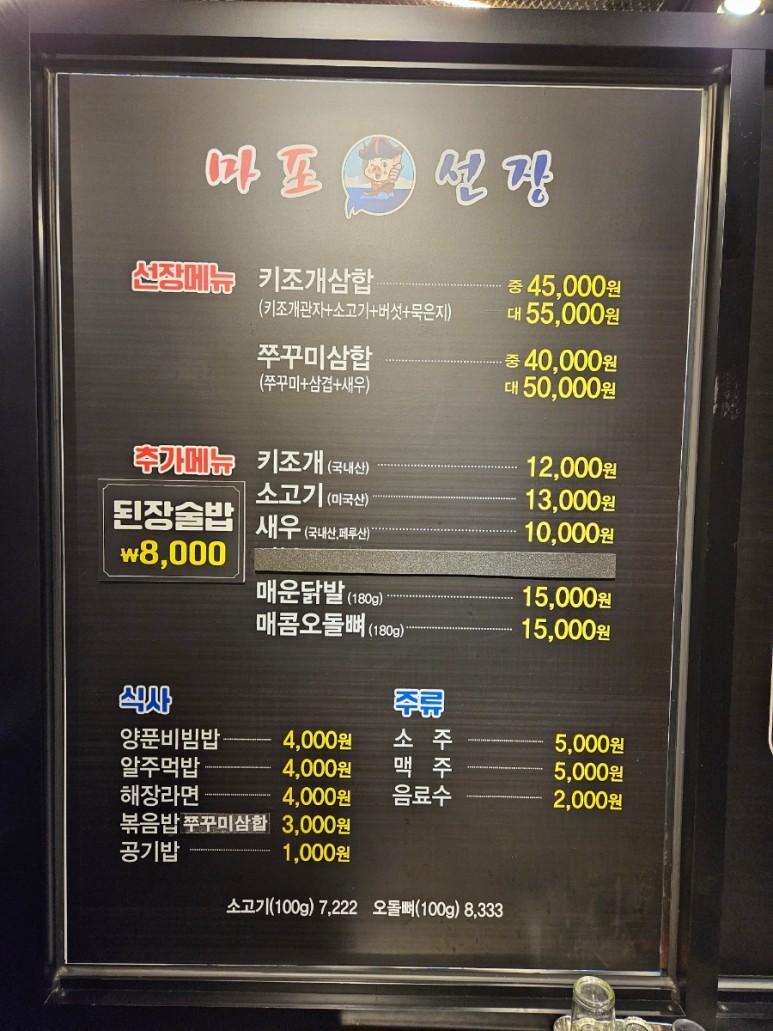 마포 선장
선장메뉴 키조개삼합 중 45,000원
(키조개관자+소고기+버섯+묵은지) 대 55,000원
쭈꾸미삼합 중 40,000원
(쭈꾸미+삼겹+새우) 대 50,000원
추가메뉴 키조개 (국내산) 12,000원
소고기 (미국산) 13,000원
새우 (국내산,페루산) 10,000원
된장술밥
₩8,000
매운닭발 (180g) 15,000원
매콤오돌뼈 (180g) 15,000원
식사
양푼비빔밥 4,000원
알주먹밥 4,000원
해장라면 4,000원
볶음밥 쭈꾸미삼합 3,000원
공기밥 1,000원
주류
소 주 5,000원
맥 주 5,000원
음료수 2,000원
소고기(100g) 7,222 오돌뼈(100g) 8,333